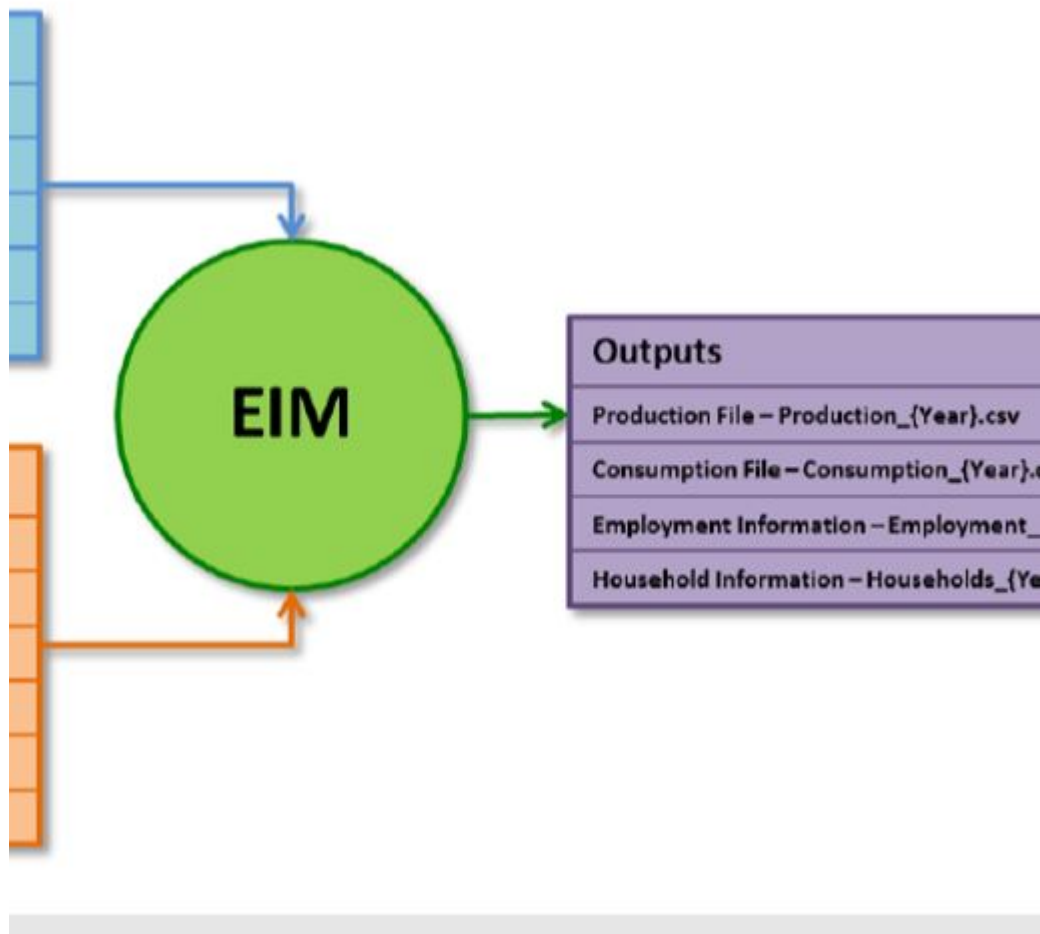 EIM
Outputs
Production File – Production_{Year}.csv
Consumption File – Consumption_{Year}.c
Employment Information – Employment_
Household Information – Households_{Ye